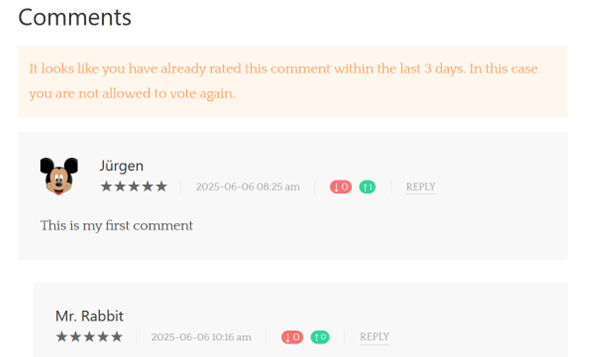 Comments
It looks like you have already rated this comment within the last 3 days. In this case
you are not allowed to vote again.
Jürgen
★★★★★ 2025-06-06 08:25 am ↓0 ↑1 REPLY
This is my first comment
Mr. Rabbit
★★★★★ 2025-06-06 10:16 am ↓0 ↑0 REPLY